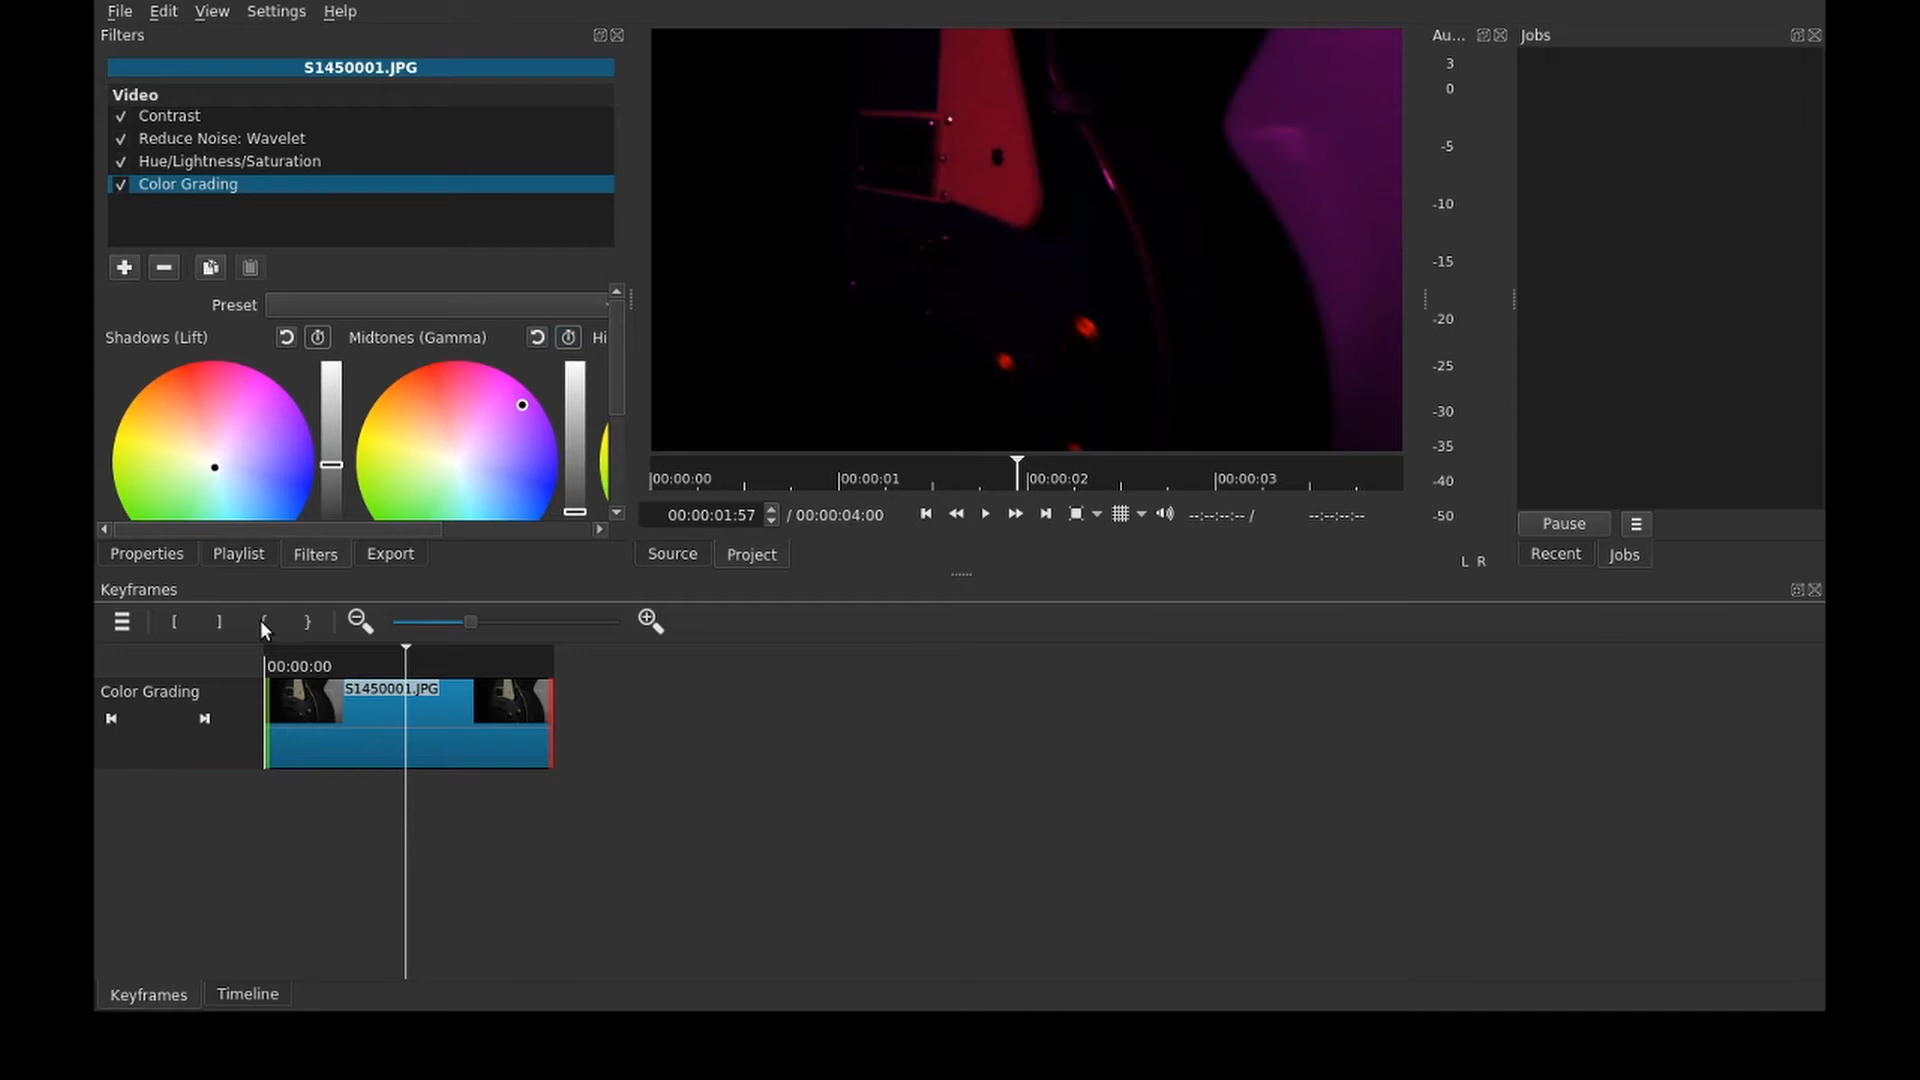 File Edit View Settings Help
Filters
S1450001.JPG
Video
Contrast
Reduce Noise: Wavelet
Hue/Lightness/Saturation
Color Grading
Preset
Shadows (Lift)
Midtones (Gamma)
Hi
Properties Playlist Filters Export
00:00:00 00:00:01 00:00:02 00:00:03
00:00:01:57 / 00:00:04:00
--:--:--:-- /
--:--:--:--
Source Project
Au...
3
0
-5
-10
-15
-20
-25
-30
-35
-40
-50
L R
Jobs
Pause
Recent Jobs
Keyframes
[ ] { }
00:00:00
Color Grading
S1450001.JPG
Keyframes Timeline